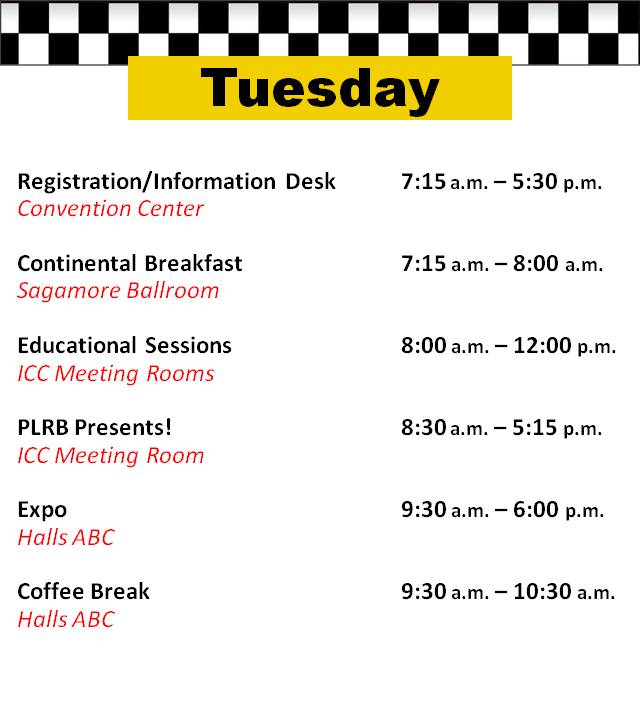 Tuesday
Registration/Information Desk 7:15 a.m. – 5:30 p.m.
Convention Center
Continental Breakfast 7:15 a.m. – 8:00 a.m.
Sagamore Ballroom
Educational Sessions 8:00 a.m. – 12:00 p.m.
ICC Meeting Rooms
PLRB Presents! 8:30 a.m. – 5:15 p.m.
ICC Meeting Room
Expo 9:30 a.m. – 6:00 p.m.
Halls ABC
Coffee Break 9:30 a.m. – 10:30 a.m.
Halls ABC